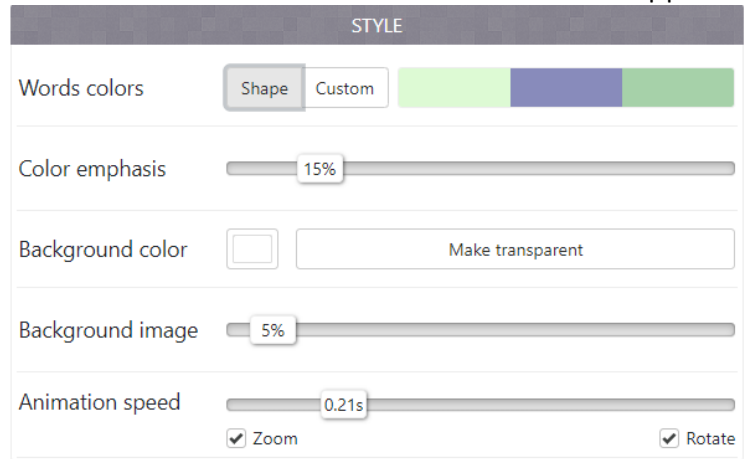 STYLE
Words colors Shape Custom
Color emphasis 15%
Background color Make transparent
Background image 5%
Animation speed 0.21s
Zoom Rotate